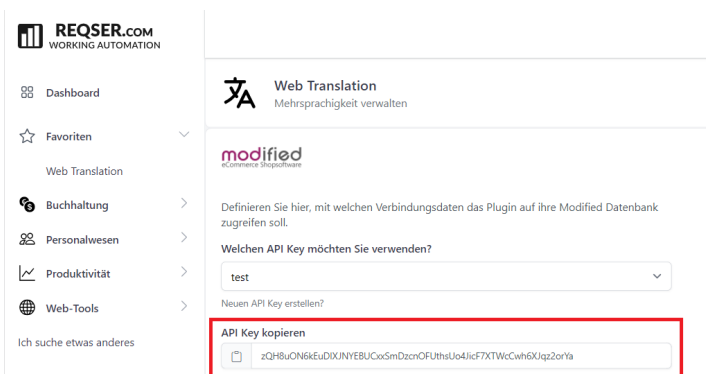 REQSER.COM
WORKING AUTOMATION
Dashboard
Favoriten
Web Translation
Buchhaltung
Personalwesen
Produktivität
Web-Tools
Ich suche etwas anderes
Web Translation
Mehrsprachigkeit verwalten
modified
eCommerce Shopsoftware
Definieren Sie hier, mit welchen Verbindungsdaten das Plugin auf ihre Modified Datenbank
zugreifen soll.
Welchen API Key möchten Sie verwenden?
test
Neuen API Key erstellen?
API Key kopieren
zQH8uON6kEuDIXJNYEBUCxxSmDzcnOFUthsUo4JicF7XTWcCwh6XJqz2orYa